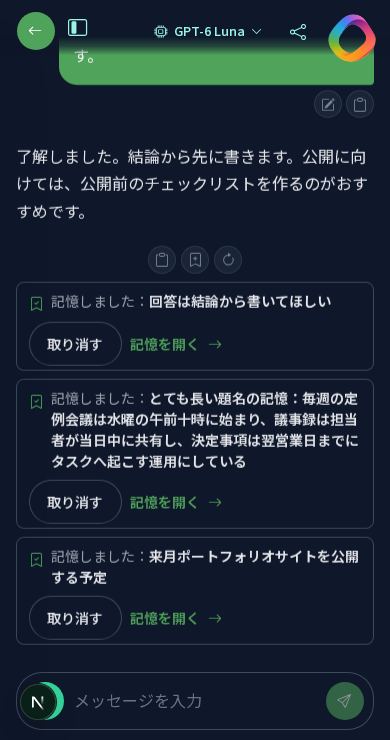 GPT-6 Luna
す。
了解しました。結論から先に書きます。公開に向
けては、公開前のチェックリストを作るのがおす
すめです。
記憶しました：回答は結論から書いてほしい
取り消す 記憶を開く →
記憶しました：とても長い題名の記憶：毎週の定
例会議は水曜の午前十時に始まり、議事録は担当
者が当日中に共有し、決定事項は翌営業日までに
タスクへ起こす運用にしている
取り消す 記憶を開く →
記憶しました：来月ポートフォリオサイトを公開
する予定
取り消す 記憶を開く →
N メッセージを入力